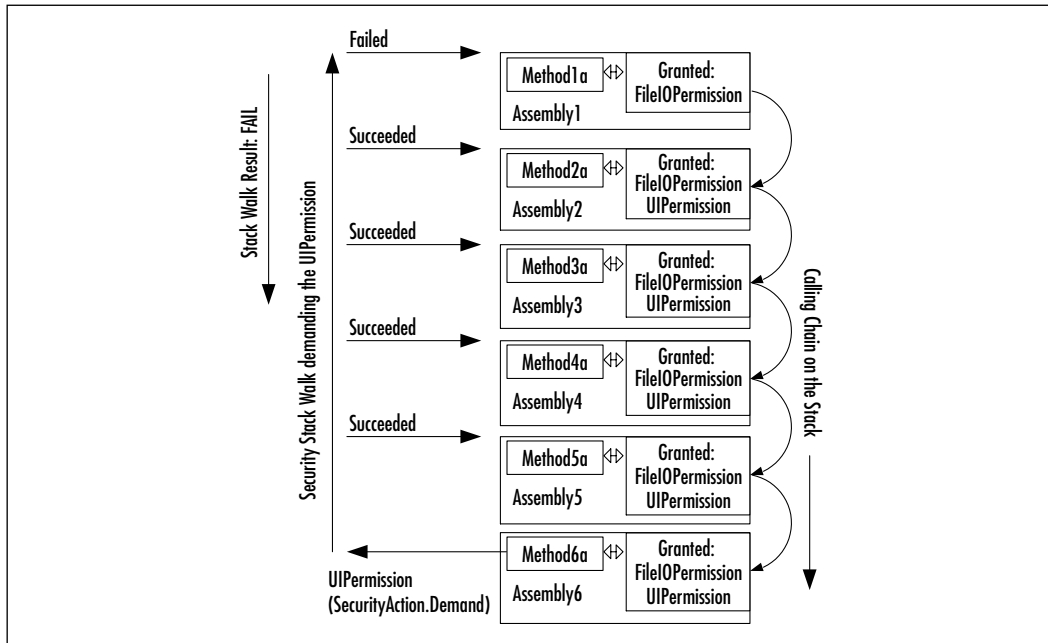 Failed
Method1a
Granted:
FileIOPermission
Assembly1
Succeeded
Method2a
Granted:
FileIOPermission
UIPermission
Assembly2
Succeeded
Method3a
Granted:
FileIOPermission
UIPermission
Assembly3
Succeeded
Method4a
Granted:
FileIOPermission
UIPermission
Assembly4
Succeeded
Method5a
Granted:
FileIOPermission
UIPermission
Assembly5
Method6a
Granted:
FileIOPermission
UIPermission
Assembly6
UIPermission
(SecurityAction.Demand)
Stack Walk Result: FAIL
Security Stack Walk demanding the UIPermission
Calling Chain on the Stack